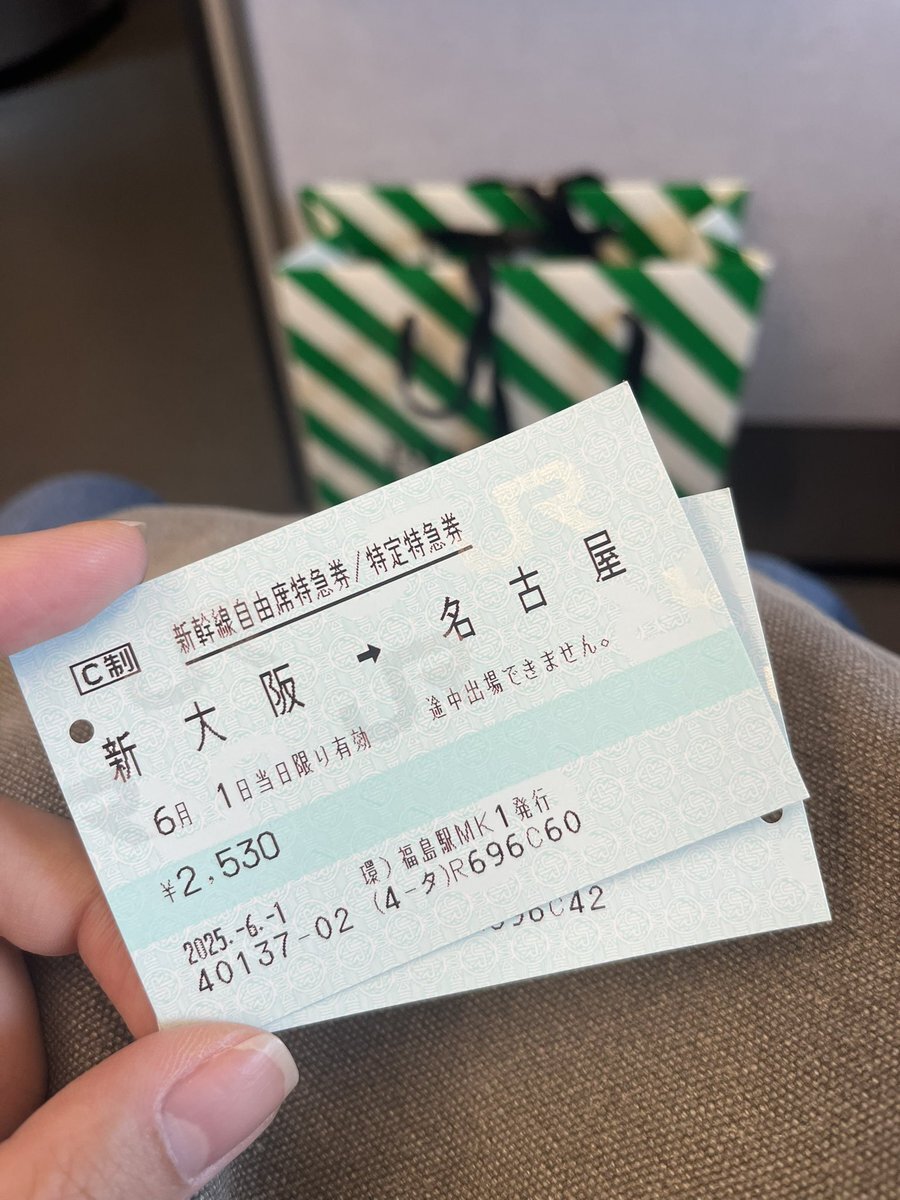 新幹線自由席特急券/特定特急券
C制
新大阪 → 名古屋
6月 1日当日限り有効 途中出場できません。
¥2,530
環)福島駅MK1発行
2025.-6.-1 (4-タ)R696C60
40137-02
696C42
JR